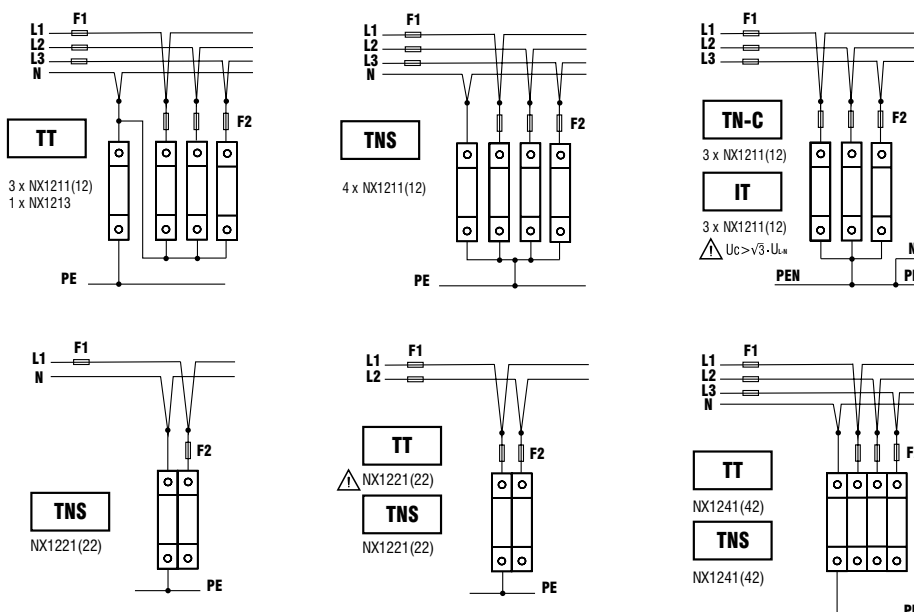 F1
L1
L2
L3
N
F2
TT
3 x NX1211(12)
1 x NX1213
PE
F1
L1
L2
L3
N
F2
TNS
4 x NX1211(12)
PE
F1
L1
L2
L3
F2
TN-C
3 x NX1211(12)
IT
3 x NX1211(12)
Uc>√3·UL-N
N
PEN
F1
L1
N
F2
TNS
NX1221(22)
PE
F1
L1
L2
F2
TT
NX1221(22)
TNS
NX1221(22)
PE
F1
L1
L2
L3
N
TT
NX1241(42)
TNS
NX1241(42)